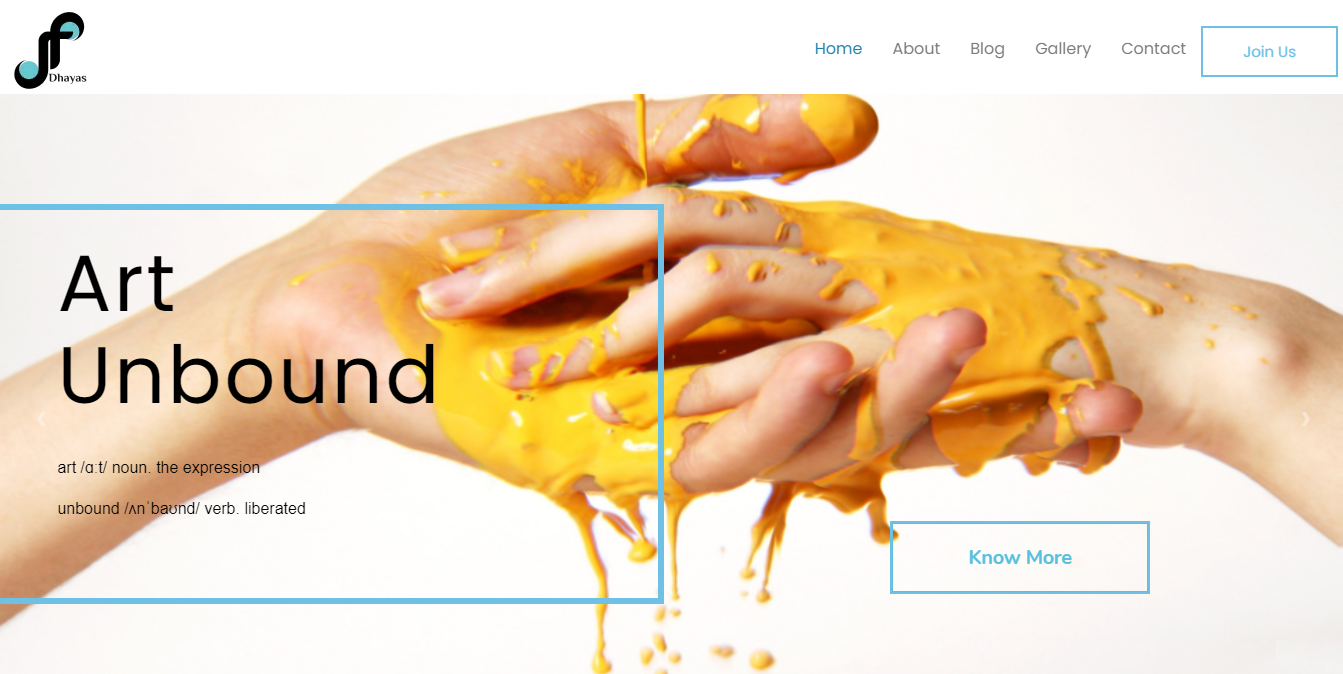 Dhayas
Home About Blog Gallery Contact Join Us
Art
Unbound
art /ɑːt/ noun. the expression
unbound /ʌnˈbaʊnd/ verb. liberated
Know More